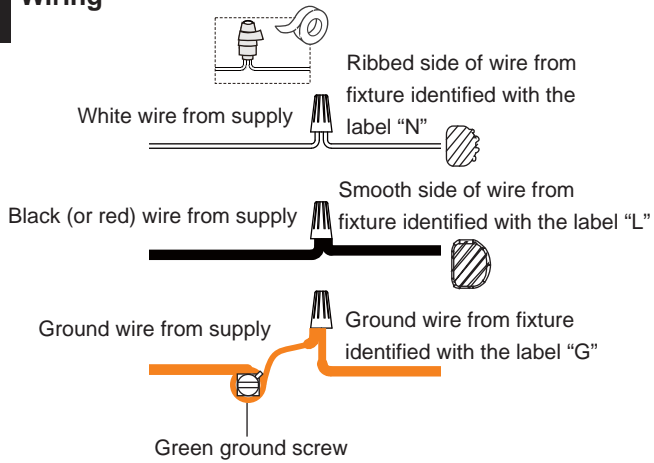 Wiring
Ribbed side of wire from
fixture identified with the
label “N”
White wire from supply
Smooth side of wire from
fixture identified with the label “L”
Black (or red) wire from supply
Ground wire from fixture
identified with the label “G”
Ground wire from supply
Green ground screw